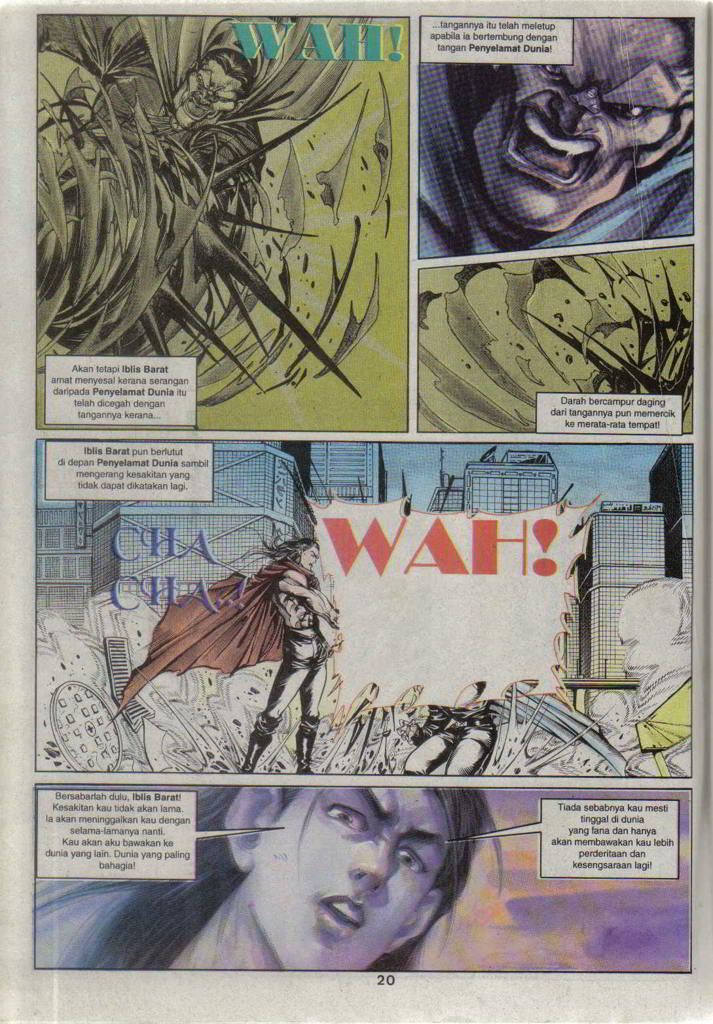 WAH!
Akan tetapi Iblis Barat
amat menyesal kerana serangan
daripada Penyelamat Dunia itu
telah dicegah dengan
tangannya kerana...
...tangannya itu telah meletup
apabila ia bertembung dengan
tangan Penyelamat Dunia!
Darah bercampur daging
dari tangannya pun memercik
ke merata-rata tempat!
Iblis Barat pun berlutut
di depan Penyelamat Dunia sambil
mengerang kesakitan yang
tidak dapat dikatakan lagi.
CHA
CHA...!
WAH!
Bersabarlah dulu, Iblis Barat!
Kesakitan kau tidak akan lama.
Ia akan meninggalkan kau dengan
selama-lamanya nanti.
Kau akan aku bawakan ke
dunia yang lain. Dunia yang paling
bahagia!
Tiada sebabnya kau mesti
tinggal di dunia
yang fana dan hanya
akan membawakan kau lebih
perderitaan dan
kesengsaraan lagi!
20